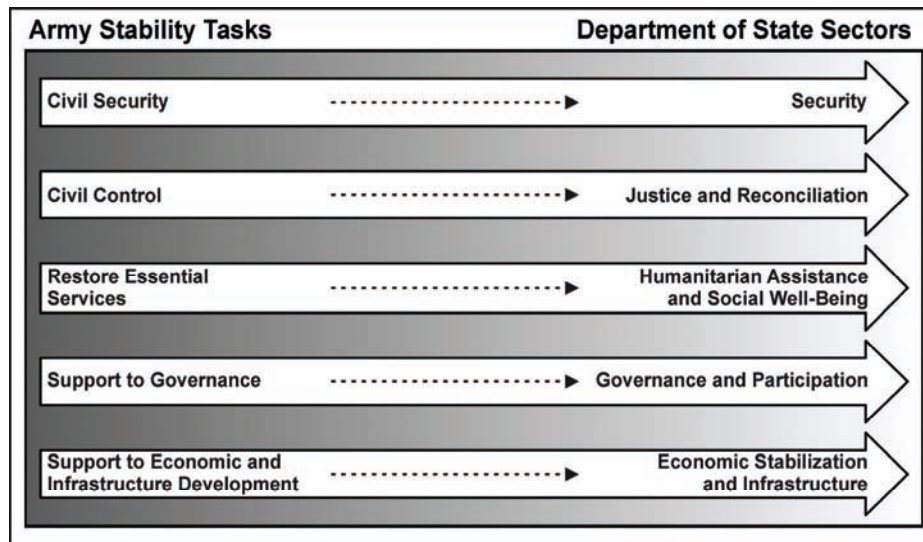 Army Stability Tasks
Department of State Sectors
Civil Security
Security
Civil Control
Justice and Reconciliation
Restore Essential
Services
Humanitarian Assistance
and Social Well-Being
Support to Governance
Governance and Participation
Support to Economic and
Infrastructure Development
Economic Stabilization
and Infrastructure